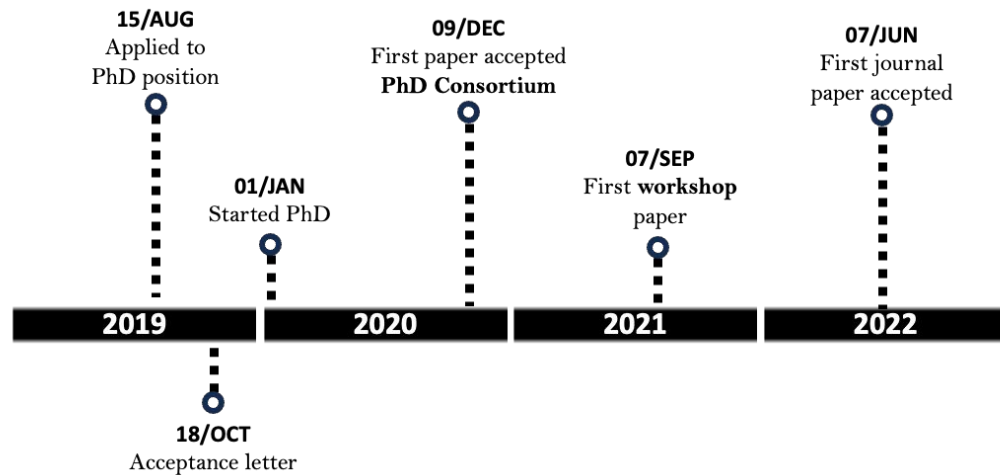 15/AUG
Applied to
PhD position
09/DEC
First paper accepted
PhD Consortium
07/JUN
First journal
paper accepted
01/JAN
Started PhD
07/SEP
First workshop
paper
2019
2020
2021
2022
18/OCT
Acceptance letter